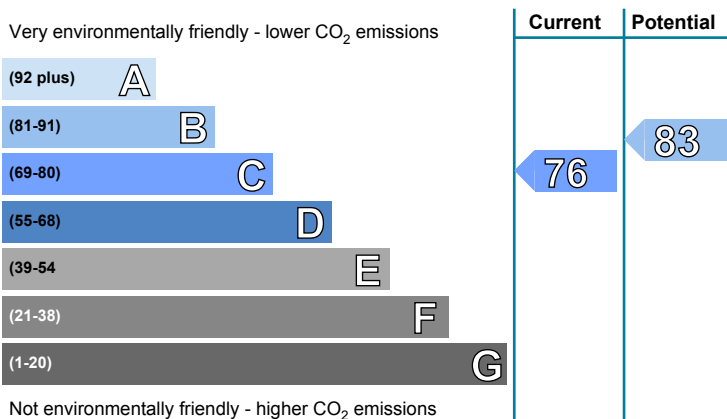 Current Potential
Very environmentally friendly - lower CO2 emissions
(92 plus) A
(81-91) B
83
(69-80) C
76
(55-68) D
(39-54 E
(21-38) F
(1-20) G
Not environmentally friendly - higher CO2 emissions